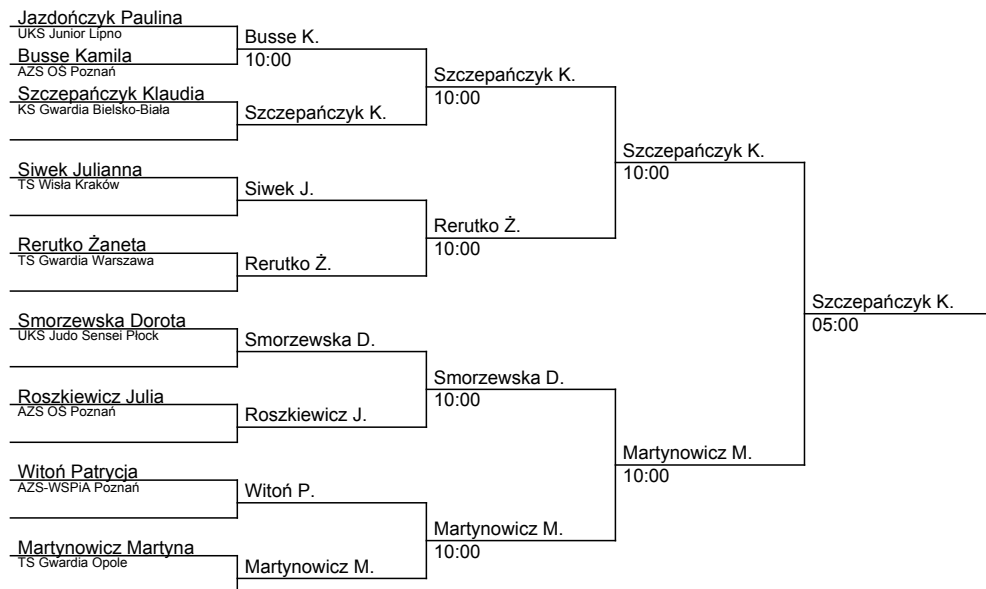 Jazdończyk Paulina
UKS Junior Lipno
Busse K.
10:00
Busse Kamila
AZS OŚ Poznań
Szczepańczyk K.
10:00
Szczepańczyk Klaudia
KS Gwardia Bielsko-Biała
Szczepańczyk K.
Szczepańczyk K.
10:00
Siwek Julianna
TS Wisła Kraków
Siwek J.
Rerutko Ż.
10:00
Rerutko Żaneta
TS Gwardia Warszawa
Rerutko Ż.
Szczepańczyk K.
05:00
Smorzewska Dorota
UKS Judo Sensei Płock
Smorzewska D.
Smorzewska D.
10:00
Roszkiewicz Julia
AZS OŚ Poznań
Roszkiewicz J.
Martynowicz M.
10:00
Witoń Patrycja
AZS-WSPiA Poznań
Witoń P.
Martynowicz M.
10:00
Martynowicz Martyna
TS Gwardia Opole
Martynowicz M.